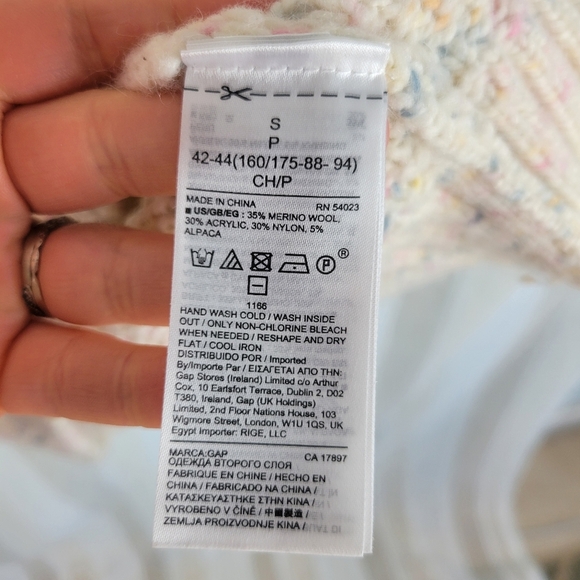 S
P
42-44(160/175-88- 94)
CH/P
MADE IN CHINA RN 54023
■ US/GB/EG : 35% MERINO WOOL,
30% ACRYLIC, 30% NYLON, 5%
ALPACA
P ®
1166
HAND WASH COLD / WASH INSIDE
OUT / ONLY NON-CHLORINE BLEACH
WHEN NEEDED / RESHAPE AND DRY
FLAT / COOL IRON
DISTRIBUIDO POR / Imported
By/Importe Par / ΕΙΣΑΓΕΤΑΙ ΑΠΟ ΤΗΝ:
Gap Stores (Ireland) Limited c/o Arthur
Cox, 10 Earlsfort Terrace, Dublin 2, D02
T380, Ireland, Gap (UK Holdings)
Limited, 2nd Floor Nations House, 103
Wigmore Street, London, W1U 1QS, UK
Egypt Importer: RIGE, LLC
MARCA:GAP CA 17897
ОДЕЖДА ВТОРОГО СЛОЯ
FABRIQUE EN CHINE / HECHO EN
CHINA / FABRICADO NA CHINA /
ΚΑΤΑΣΚΕΥΑΣΤΗΚΕ ΣΤΗΝ ΚΙΝΑ /
VYROBENO V ČÍNĚ / 中國製造 /
ZEMLJA PROIZVODNJE KINA /